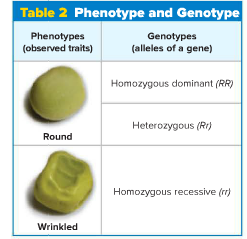 Table 2 Phenotype and Genotype
Phenotypes
(observed traits)
Genotypes
(alleles of a gene)
Round
Homozygous dominant (RR)
Heterozygous (Rr)
Wrinkled
Homozygous recessive (rr)